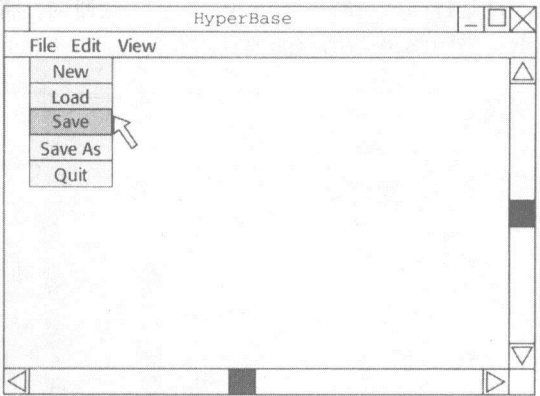 HyperBase
File Edit View
New
Load
Save
Save As
Quit